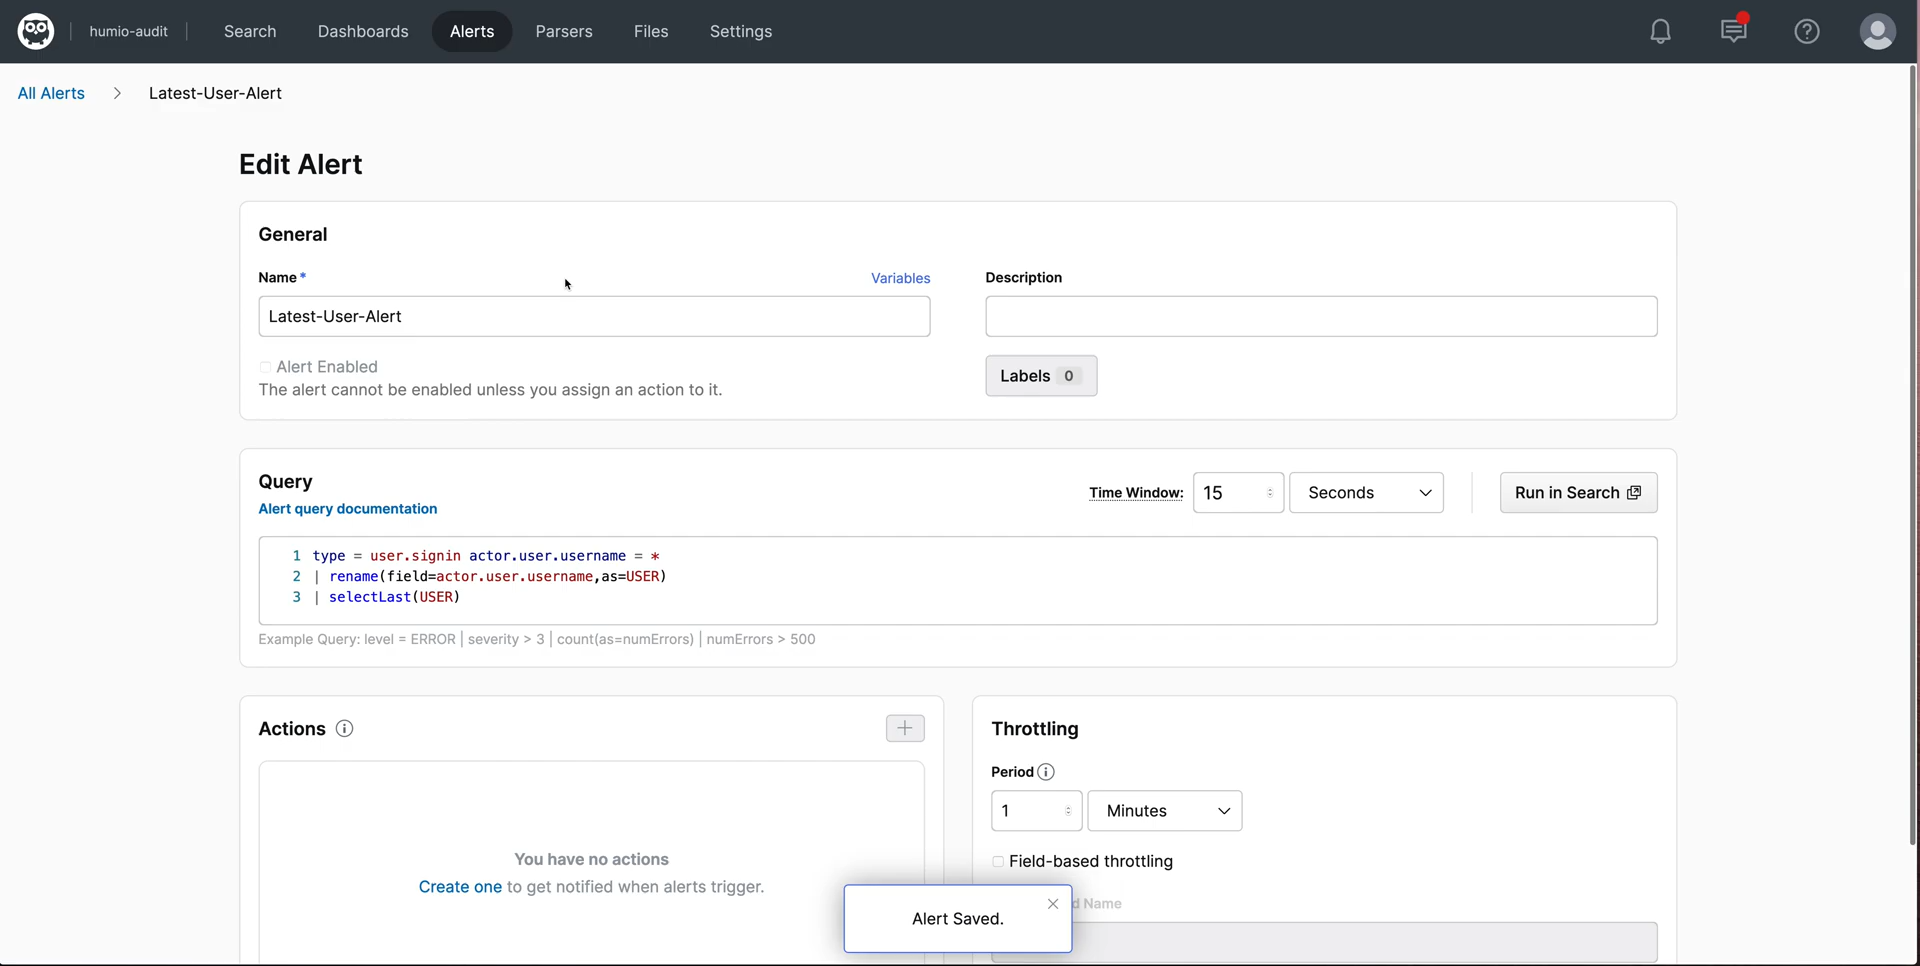 humio-audit
Search
Dashboards
Alerts
Parsers
Files
Settings
All Alerts
Latest-User-Alert
Edit Alert
General
Name *
Variables
Description
Latest-User-Alert
Alert Enabled
The alert cannot be enabled unless you assign an action to it.
Labels 0
Query
Alert query documentation
Time Window:
15
Seconds
Run in Search
1 type = user.signin actor.user.username = *
2 | rename(field=actor.user.username,as=USER)
3 | selectLast(USER)
Example Query: level = ERROR | severity > 3 | count(as=numErrors) | numErrors > 500
Actions
You have no actions
Create one to get notified when alerts trigger.
Throttling
Period
1
Minutes
Field-based throttling
d Name
Alert Saved.